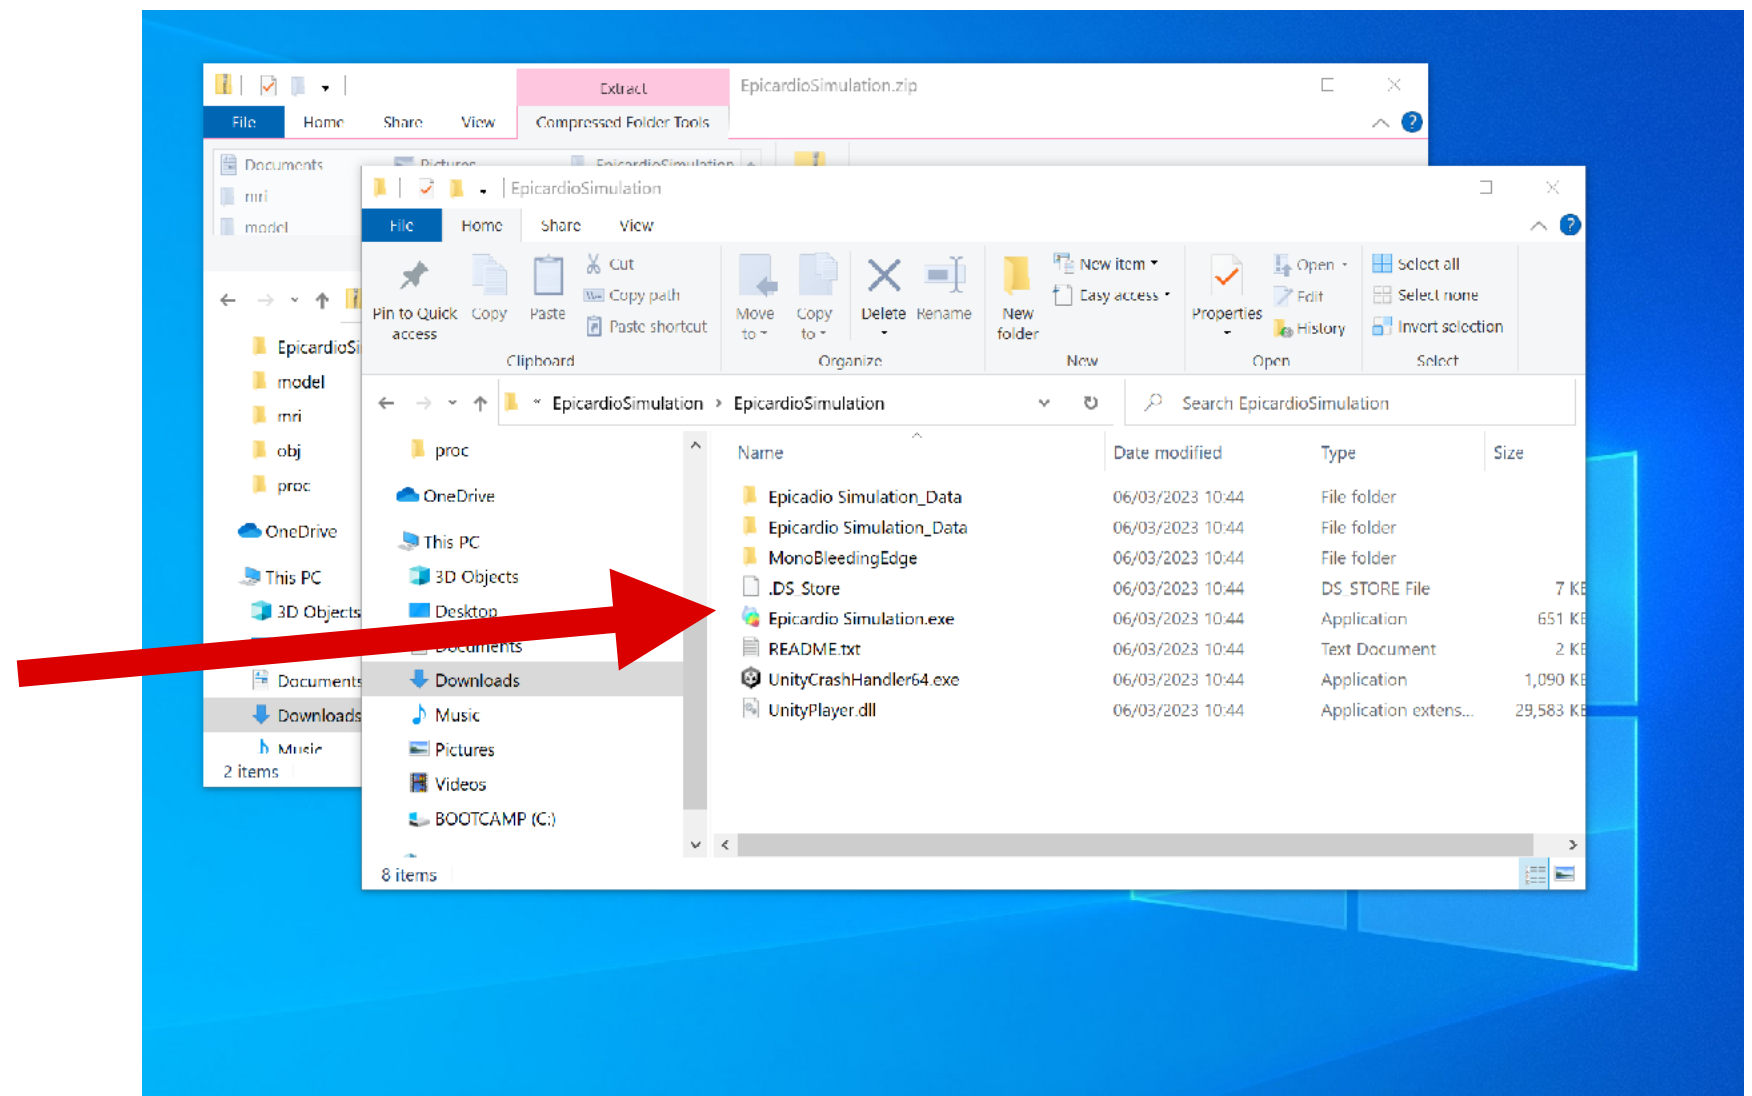 Extract
EpicardioSimulation.zip
File Home Share View Compressed Folder Tools
Documents Pictures EpicardioSimulation
mri
model
EpicardioSi
model
mri
obj
proc
OneDrive
This PC
3D Objects
Documents
Downloads
Music
2 items
EpicardioSimulation
File Home Share View
Pin to Quick access
Copy
Paste
Cut
Copy path
Paste shortcut
Clipboard
Move to
Copy to
Delete
Rename
Organize
New folder
New item
Easy access
New
Properties
Open
Edit
History
Open
Select all
Select none
Invert selection
Select
EpicardioSimulation › EpicardioSimulation
Search EpicardioSimulation
proc
OneDrive
This PC
3D Objects
Desktop
Documents
Downloads
Music
Pictures
Videos
BOOTCAMP (C:)
Name Date modified Type Size
Epicadio Simulation_Data 06/03/2023 10:44 File folder
Epicardio Simulation_Data 06/03/2023 10:44 File folder
MonoBleedingEdge 06/03/2023 10:44 File folder
.DS_Store 06/03/2023 10:44 DS_STORE File 7 KB
Epicardio Simulation.exe 06/03/2023 10:44 Application 651 KB
README.txt 06/03/2023 10:44 Text Document 2 KB
UnityCrashHandler64.exe 06/03/2023 10:44 Application 1,090 KB
UnityPlayer.dll 06/03/2023 10:44 Application extens... 29,583 KB
8 items